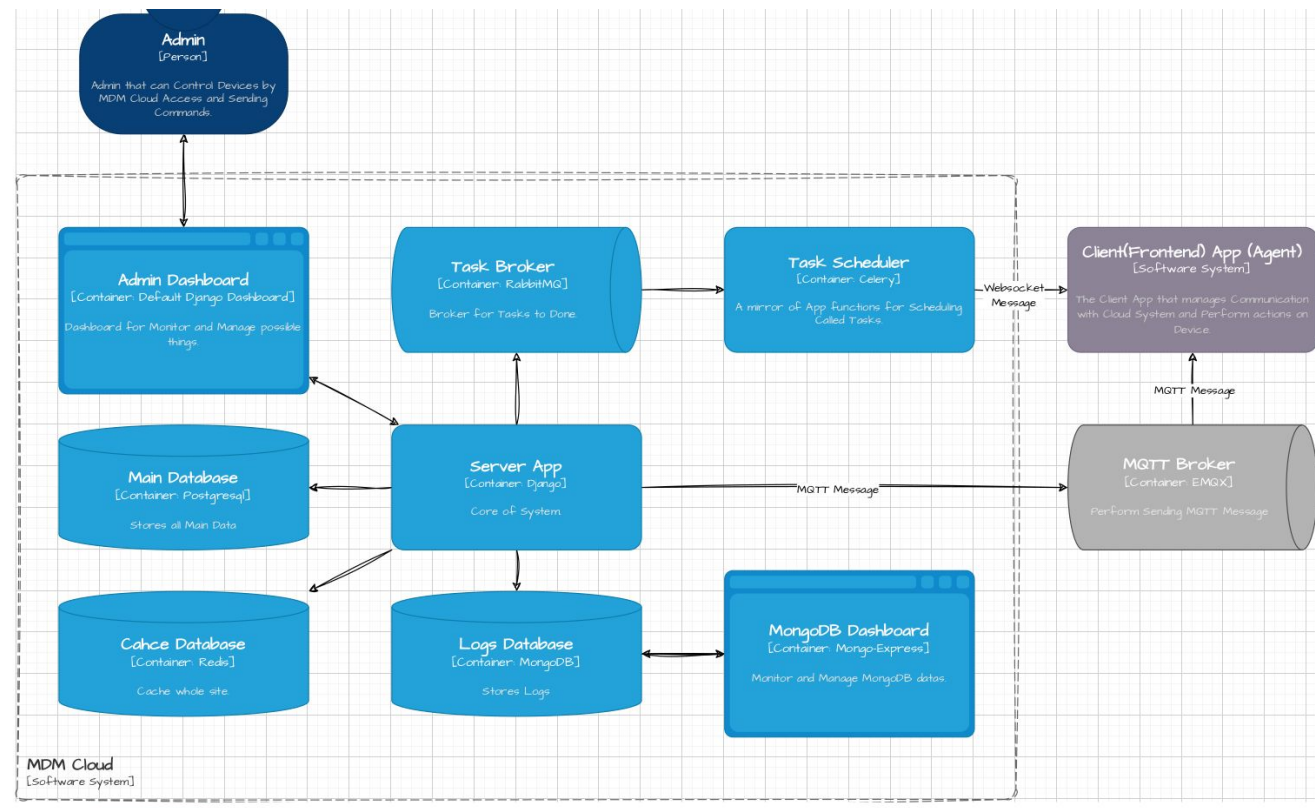 Admin
[Person]
Admin that can Control Devices by
MDM Cloud Access and Sending
Commands.
Admin Dashboard
[Container: Default Django Dashboard]
Dashboard for Monitor and Manage possible
things.
Task Broker
[Container: RabbitMQ]
Broker for Tasks to Done.
Task Scheduler
[Container: Celery]
A mirror of App functions for Scheduling
Called Tasks.
Websocket
Message
Client(Frontend) App (Agent)
[Software System]
The Client App that manages Communication
with Cloud System and Perform actions on
Device.
MQTT Message
Main Database
[Container: Postgresql]
Stores all Main Data
Server App
[Container: Django]
Core of System.
MQTT Message
MQTT Broker
[Container: EMQX]
Perform Sending MQTT Message
Cahce Database
[Container: Redis]
Cache whole site.
Logs Database
[Container: MongoDB]
Stores Logs
MongoDB Dashboard
[Container: Mongo-Express]
Monitor and Manage MongoDB datas.
MDM Cloud
[Software System]